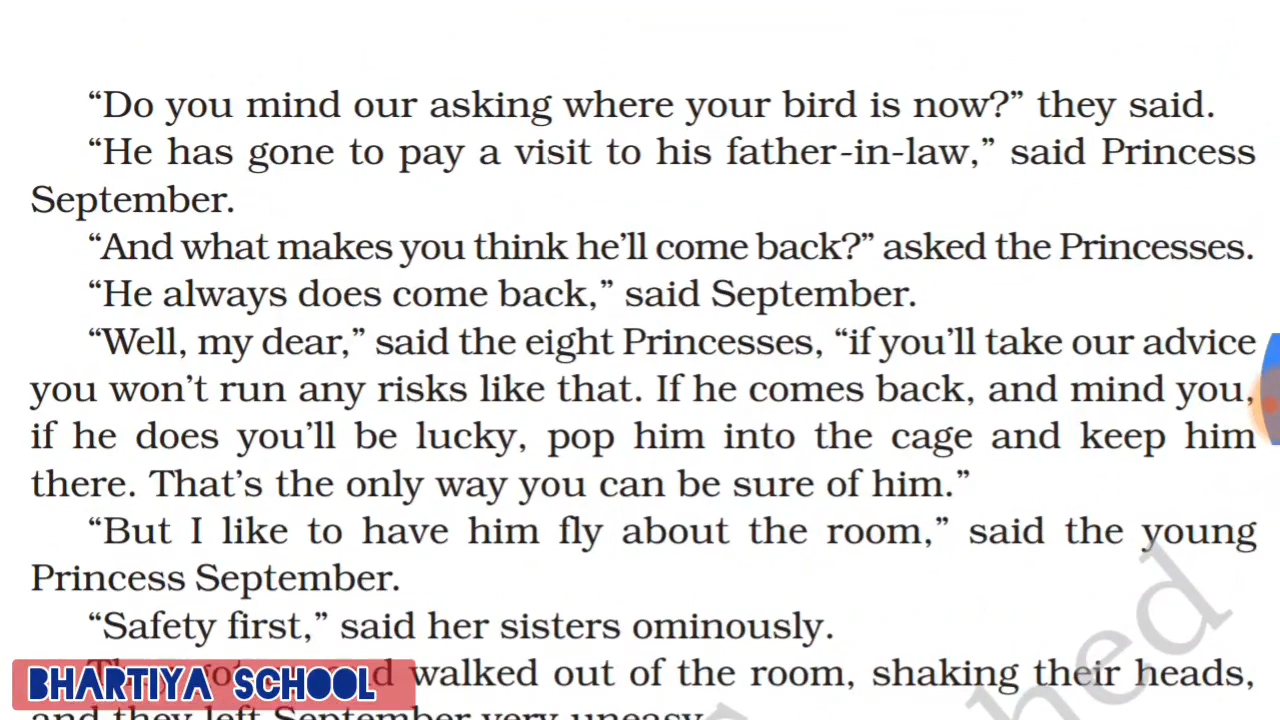 “Do you mind our asking where your bird is now?” they said.
“He has gone to pay a visit to his father-in-law,” said Princess
September.
“And what makes you think he’ll come back?” asked the Princesses.
“He always does come back,” said September.
“Well, my dear,” said the eight Princesses, “if you’ll take our advice
you won’t run any risks like that. If he comes back, and mind you,
if he does you’ll be lucky, pop him into the cage and keep him
there. That’s the only way you can be sure of him.”
“But I like to have him fly about the room,” said the young
Princess September.
“Safety first,” said her sisters ominously.
walked out of the room, shaking their heads,
BHARTIYA SCHOOL
and they left September very uneasy.